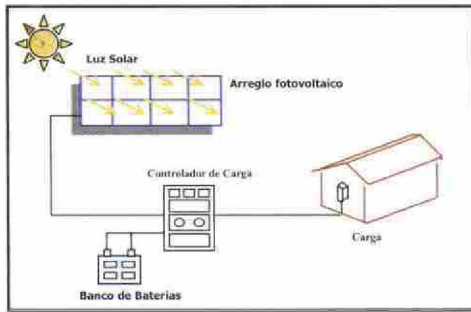 Luz Solar
Arreglo fotovoltaico
Controlador de Carga
Carga
Banco de Baterias